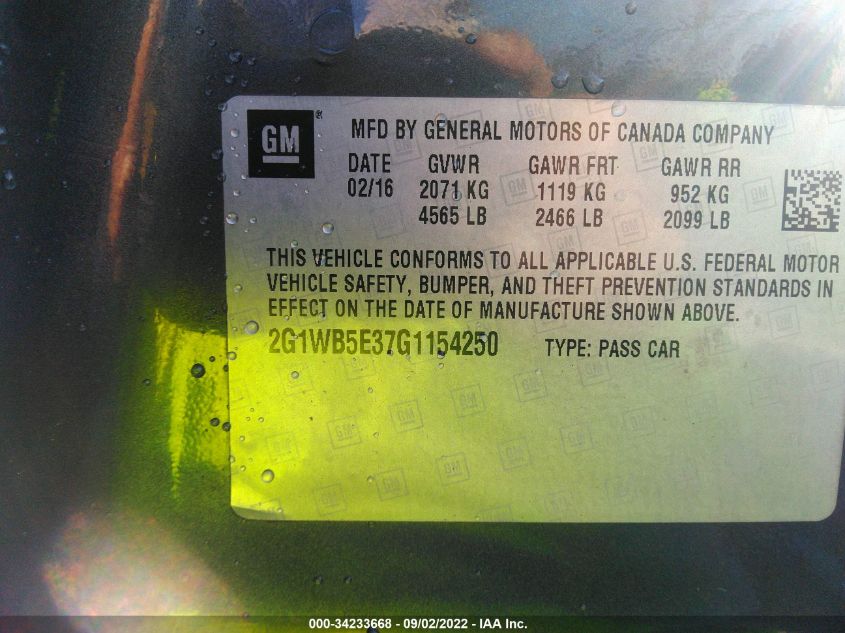 GM ® MFD BY GENERAL MOTORS OF CANADA COMPANY
DATE GVWR GAWR FRT GAWR RR
02/16 2071 KG 1119 KG 952 KG
4565 LB 2466 LB 2099 LB
THIS VEHICLE CONFORMS TO ALL APPLICABLE U.S. FEDERAL MOTOR
VEHICLE SAFETY, BUMPER, AND THEFT PREVENTION STANDARDS IN
EFFECT ON THE DATE OF MANUFACTURE SHOWN ABOVE.
2G1WB5E37G1154250 TYPE: PASS CAR
000-34233668 - 09/02/2022 - IAA Inc.